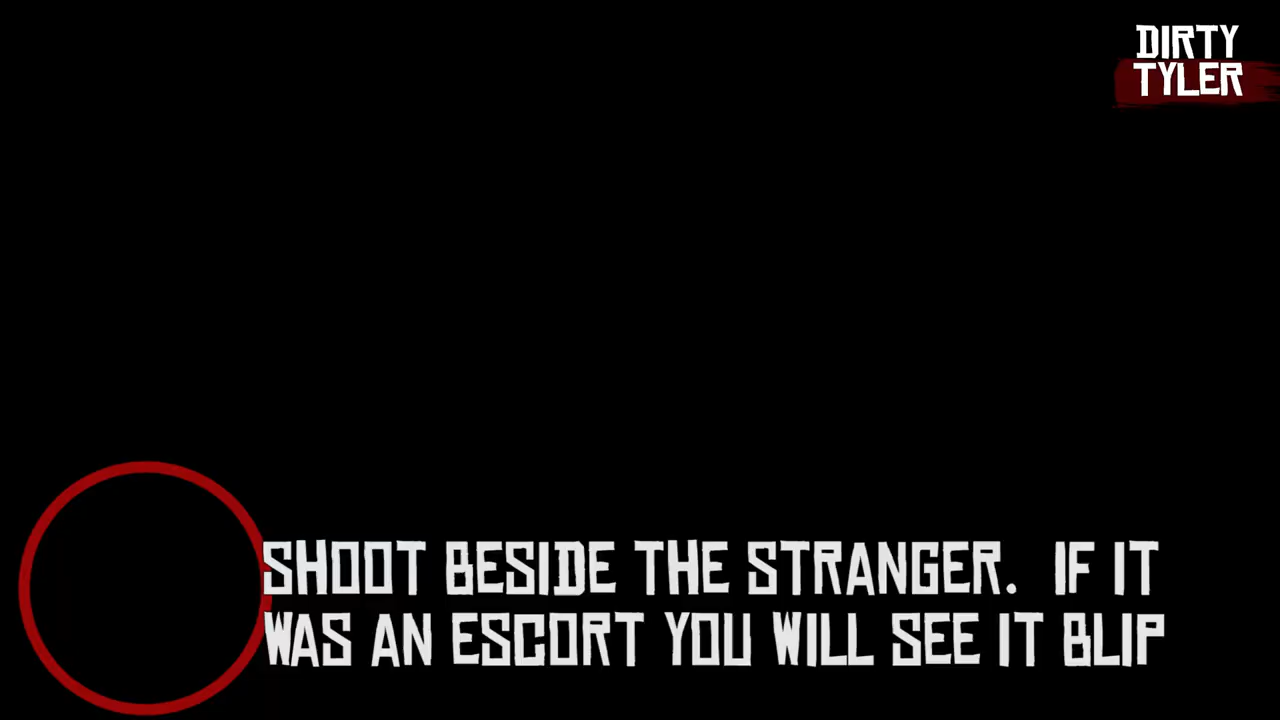 DIRTY
TYLER
SHOOT BESIDE THE STRANGER. IF IT
WAS AN ESCORT YOU WILL SEE IT BLIP